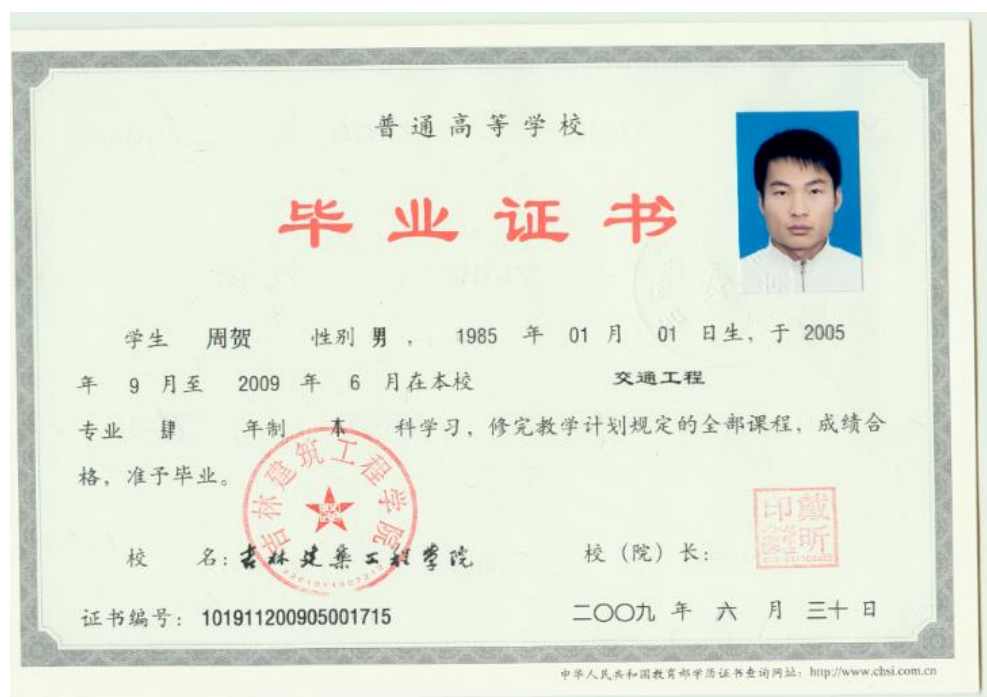 普通高等学校
毕业证书
学生 周贺 性别 男 ， 1985 年 01 月 01 日生，于 2005
年 9 月至 2009 年 6 月在本校 交通工程
专业 肆 年制 本 科学习，修完教学计划规定的全部课程，成绩合
格，准予毕业。
吉林建筑工程学院
校 名：吉林建筑工程学院 校（院）长：
印戴
昕
证书编号： 101911200905001715 二〇〇九 年 六 月 三十 日
中华人民共和国教育部学历证书查询网址：http://www.chsi.com.cn